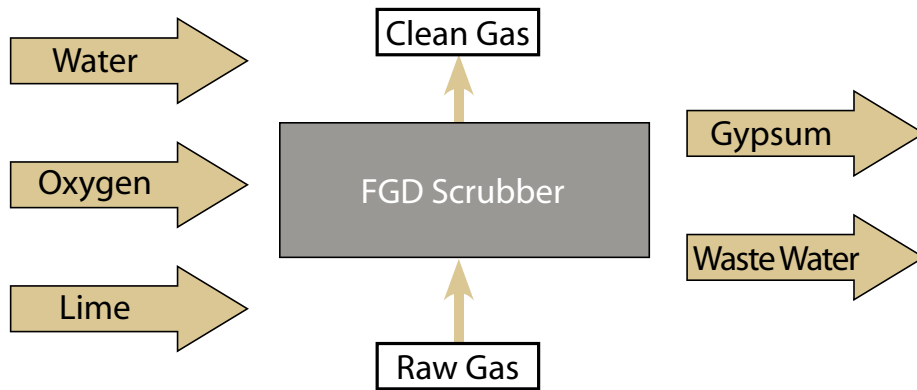 Water
Clean Gas
Oxygen
FGD Scrubber
Gypsum
Waste Water
Lime
Raw Gas